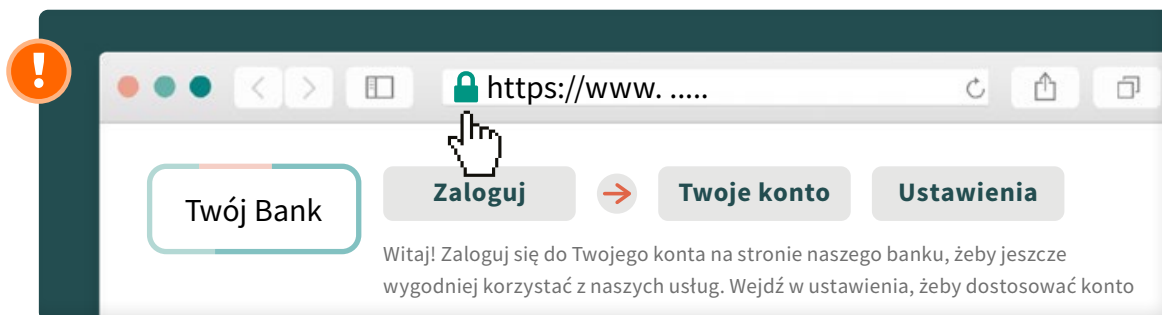 !
https://www. .....
Twój Bank
Zaloguj
Twoje konto
Ustawienia
Witaj! Zaloguj się do Twojego konta na stronie naszego banku, żeby jeszcze
wygodniej korzystać z naszych usług. Wejdź w ustawienia, żeby dostosować konto